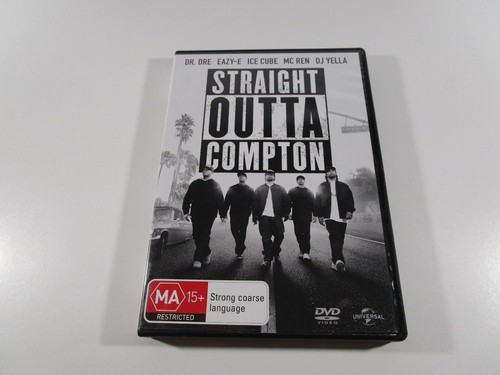 DR. DRE EAZY-E ICE CUBE MC REN DJ YELLA
STRAIGHT
OUTTA
COMPTON
MA 15+
RESTRICTED
Strong coarse
language
DVD
VIDEO
UNIVERSAL